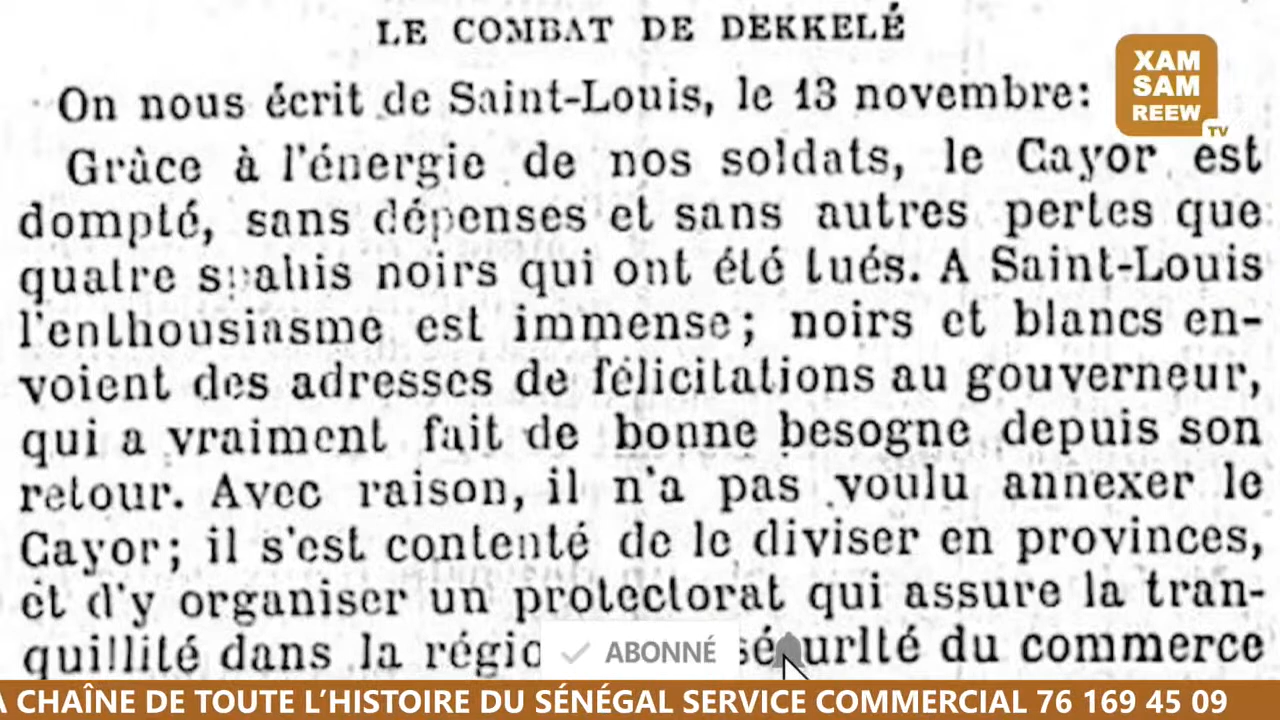 LE COMBAT DE DEKKELÉ
On nous écrit de Saint-Louis, le 13 novembre:
XAM
SAM
REEW
TV
Grâce à l'énergie de nos soldats, le Cayor est
dompté, sans dépenses et sans autres pertes que
quatre spahis noirs qui ont été tués. A Saint-Louis
l'enthousiasme est immense; noirs et blancs en-
voient des adresses de félicitations au gouverneur,
qui a vraiment fait de bonne besogne depuis son
retour. Avec raison, il n'a pas voulu annexer le
Cayor; il s'est contenté de le diviser en provinces,
et d'y organiser un protectorat qui assure la tran-
quillité dans la du commerce
ABONNÉ
CHAÎNE DE TOUTE L'HISTOIRE DU SÉNÉGAL SERVICE COMMERCIAL 76 169 45 09